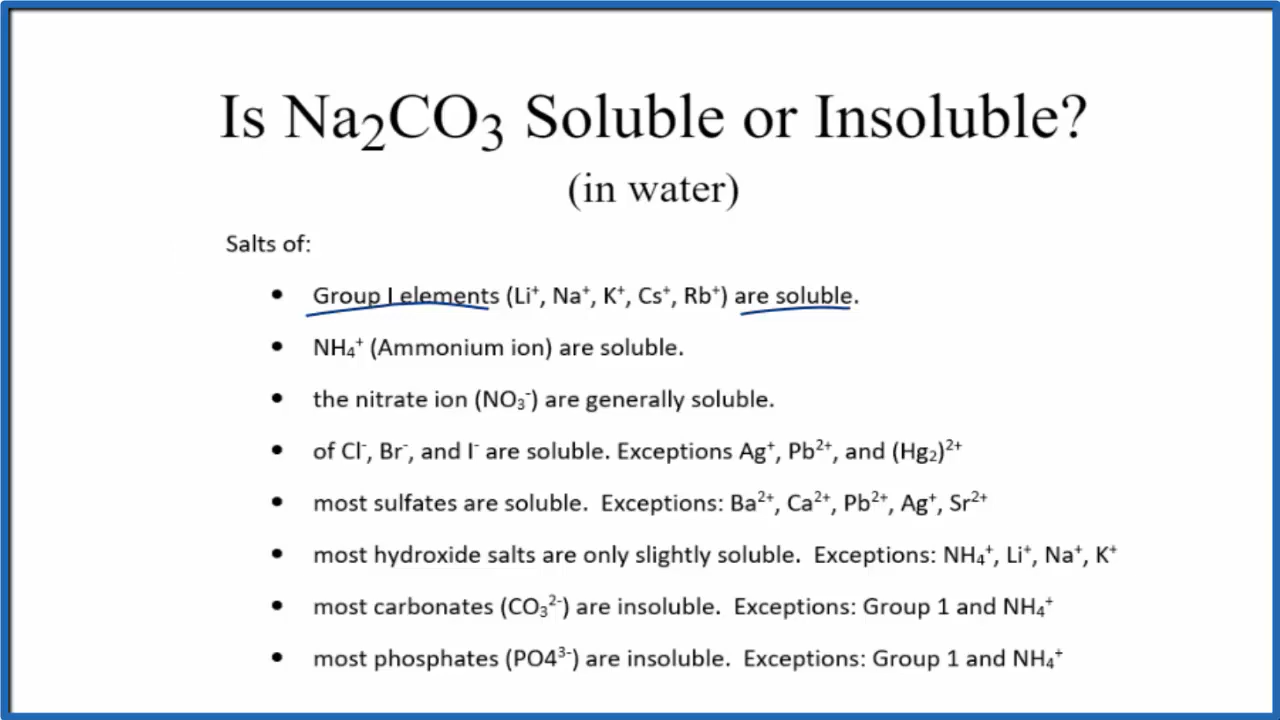 Is Na₂CO₃ Soluble or Insoluble?
(in water)
Salts of:
• Group I elements (Li⁺, Na⁺, K⁺, Cs⁺, Rb⁺) are soluble.
• NH₄⁺ (Ammonium ion) are soluble.
• the nitrate ion (NO₃⁻) are generally soluble.
• of Cl⁻, Br⁻, and I⁻ are soluble. Exceptions Ag⁺, Pb²⁺, and (Hg₂)²⁺
• most sulfates are soluble. Exceptions: Ba²⁺, Ca²⁺, Pb²⁺, Ag⁺, Sr²⁺
• most hydroxide salts are only slightly soluble. Exceptions: NH₄⁺, Li⁺, Na⁺, K⁺
• most carbonates (CO₃²⁻) are insoluble. Exceptions: Group 1 and NH₄⁺
• most phosphates (PO4³⁻) are insoluble. Exceptions: Group 1 and NH₄⁺